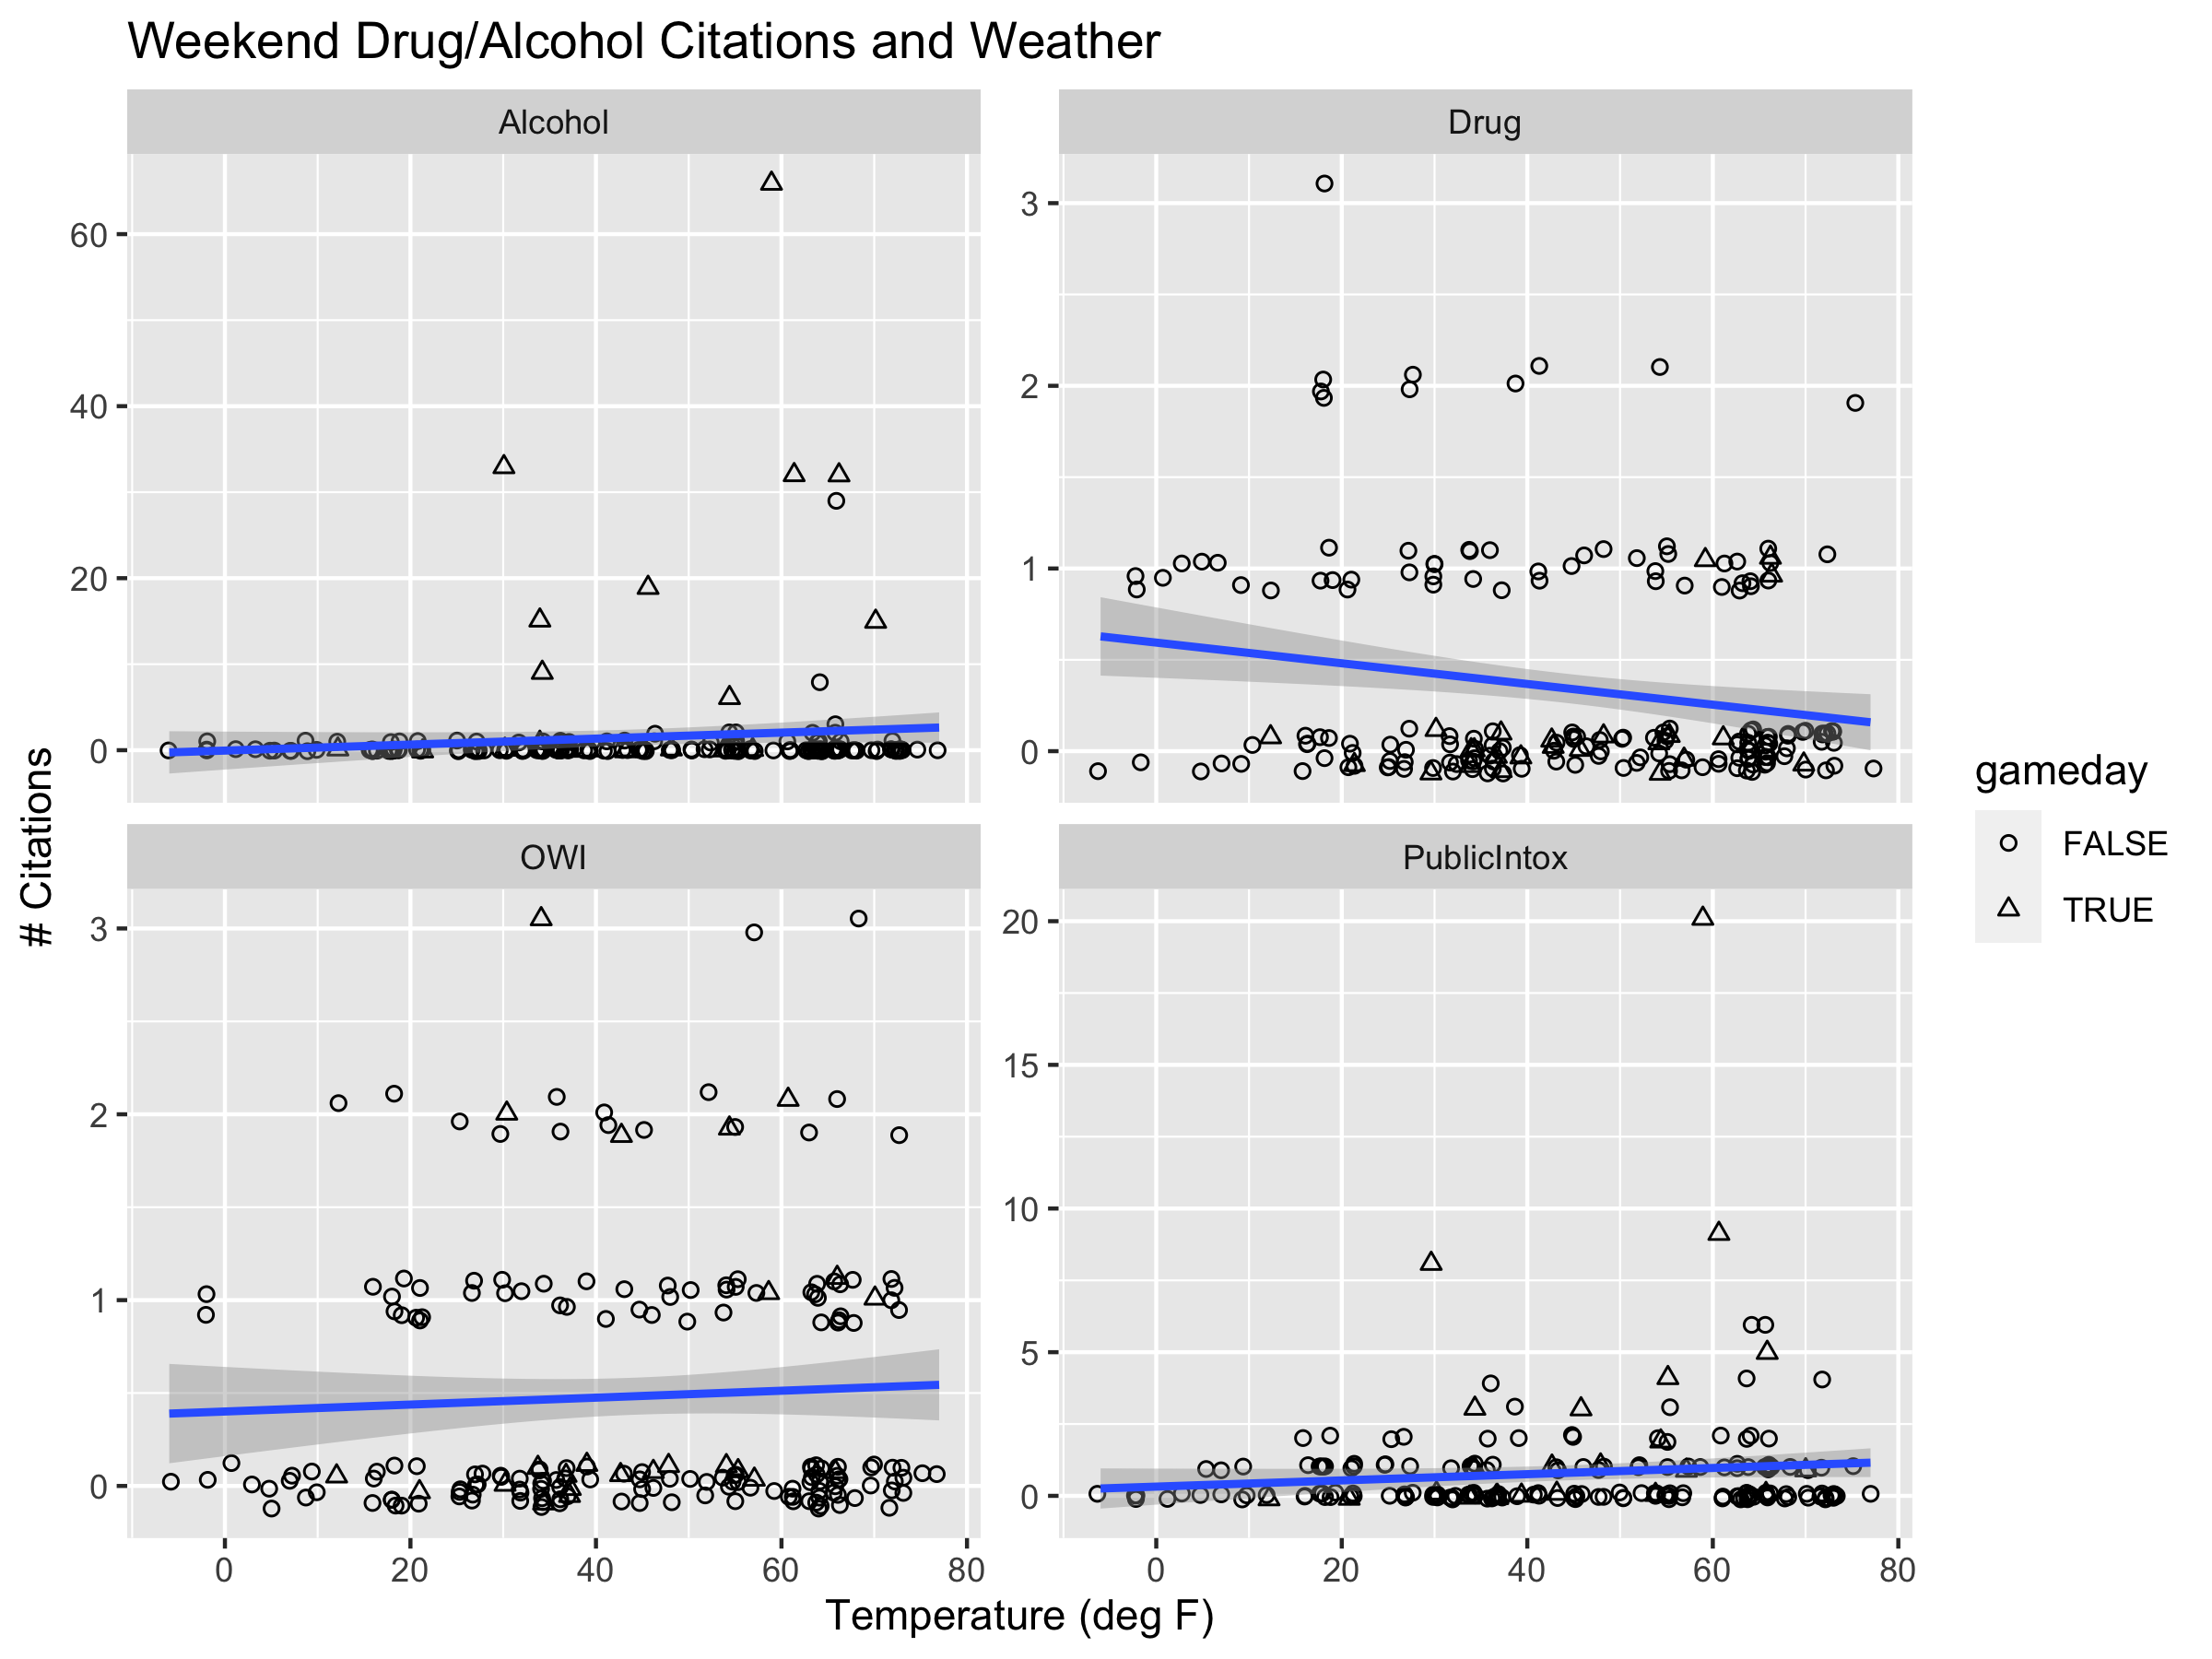 Weekend Drug/Alcohol Citations and Weather
Alcohol
Drug
60
40
20
0
3
2
1
0
OWI
PublicIntox
3
2
1
0
20
15
10
5
0
0 20 40 60 80
0 20 40 60 80
# Citations
Temperature (deg F)
gameday
FALSE
TRUE